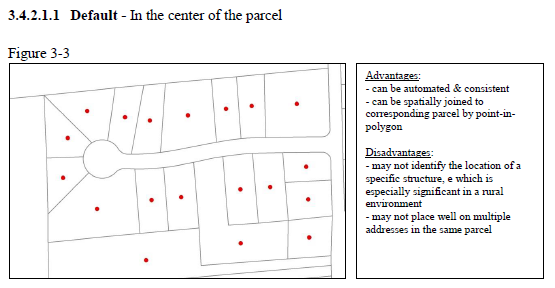 3.4.2.1.1 Default - In the center of the parcel
Figure 3-3
Advantages:
- can be automated & consistent
- can be spatially joined to
corresponding parcel by point-in-
polygon
Disadvantages:
- may not identify the location of a
specific structure, e which is
especially significant in a rural
environment
- may not place well on multiple
addresses in the same parcel